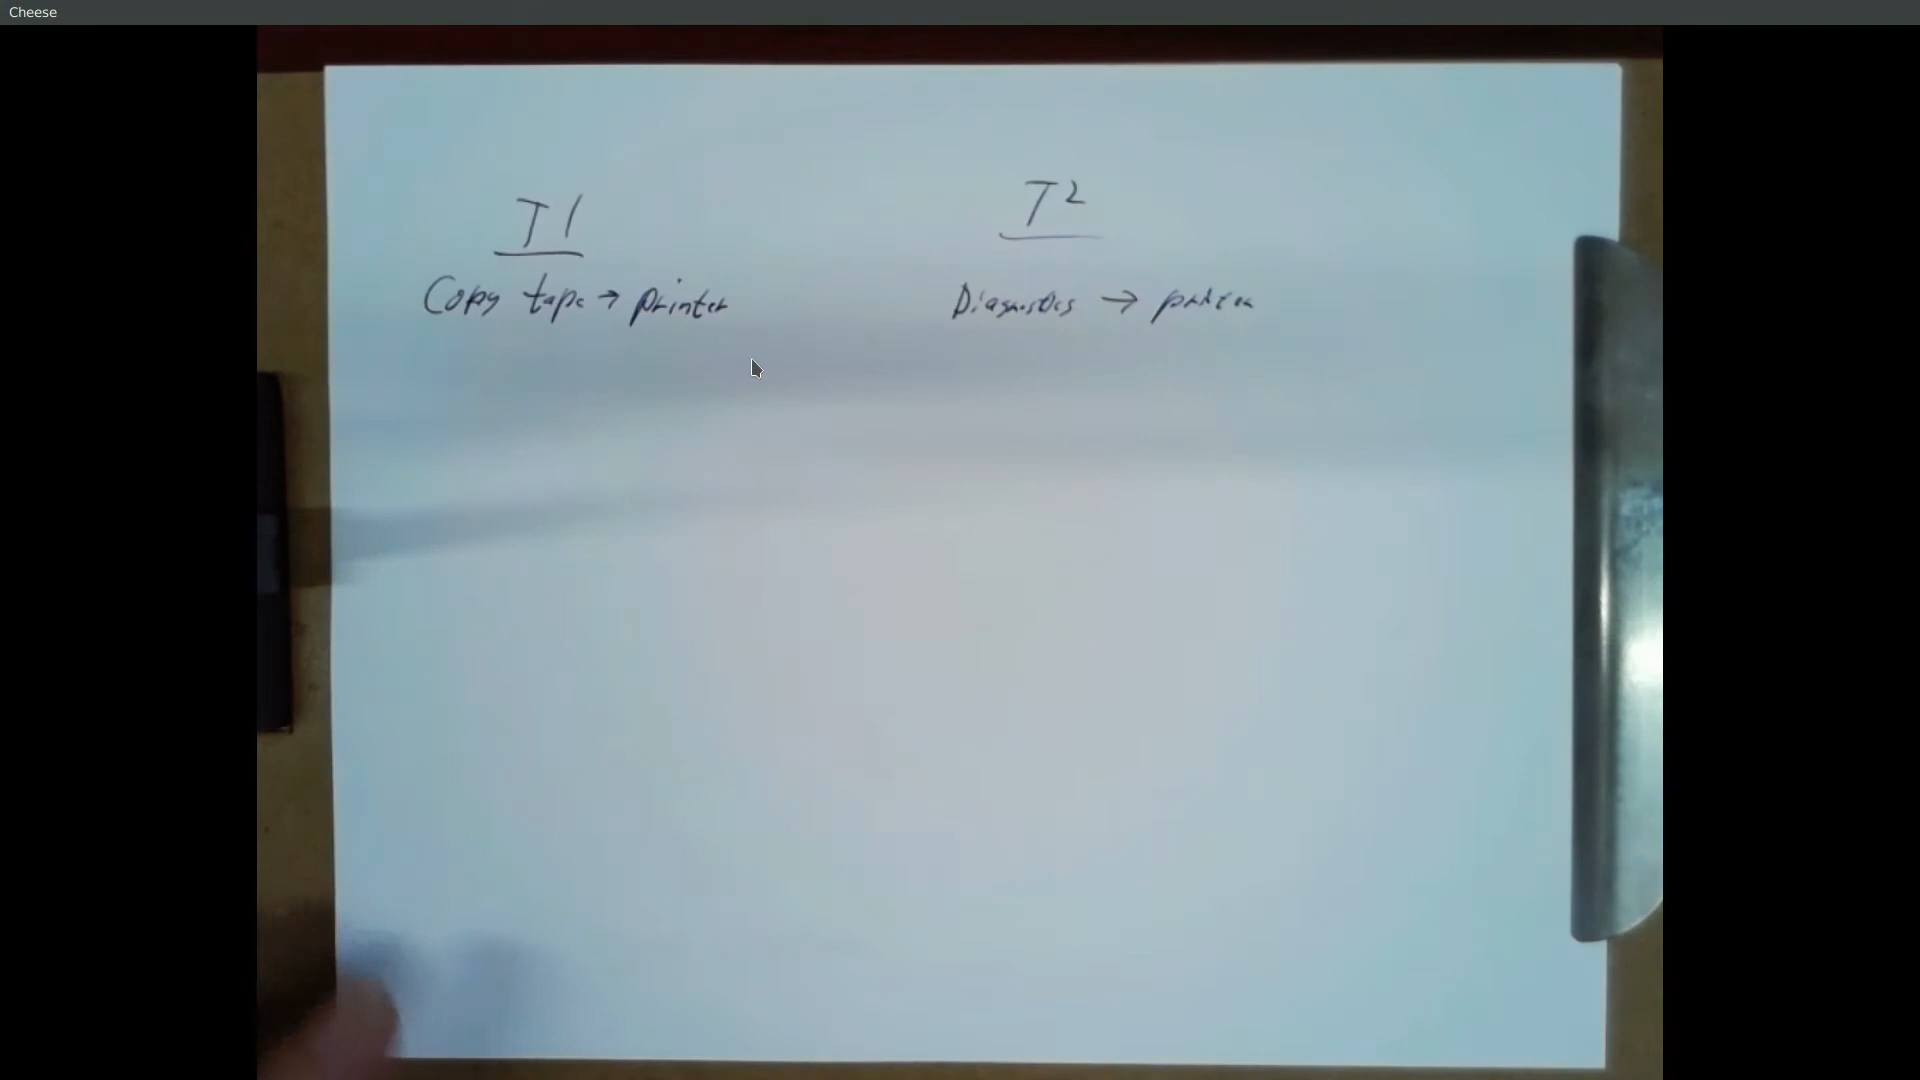 Cheese
T1
T2
Copy tape → printer
Diagnostics → printer